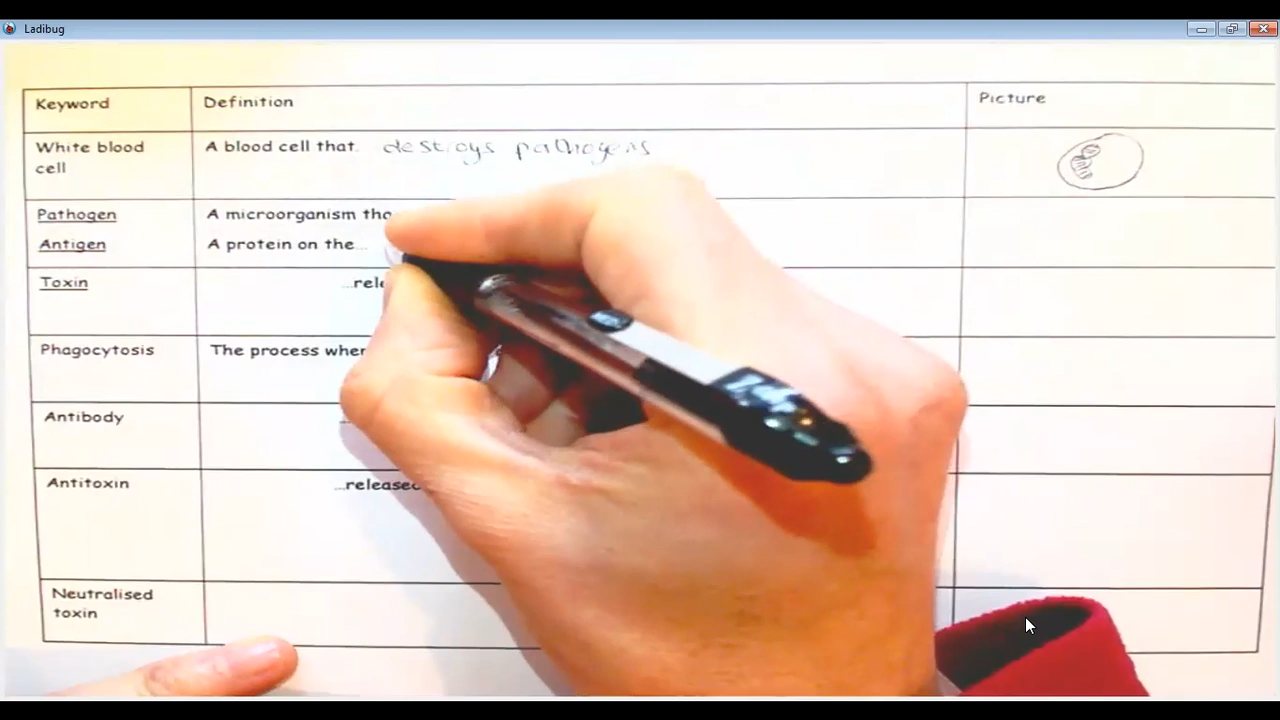 Ladibug
Keyword Definition Picture
White blood cell A blood cell that destroys pathogens
Pathogen A microorganism tha
Antigen A protein on the...
Toxin ...rele
Phagocytosis The process wher
Antibody
Antitoxin ...released
Neutralised toxin